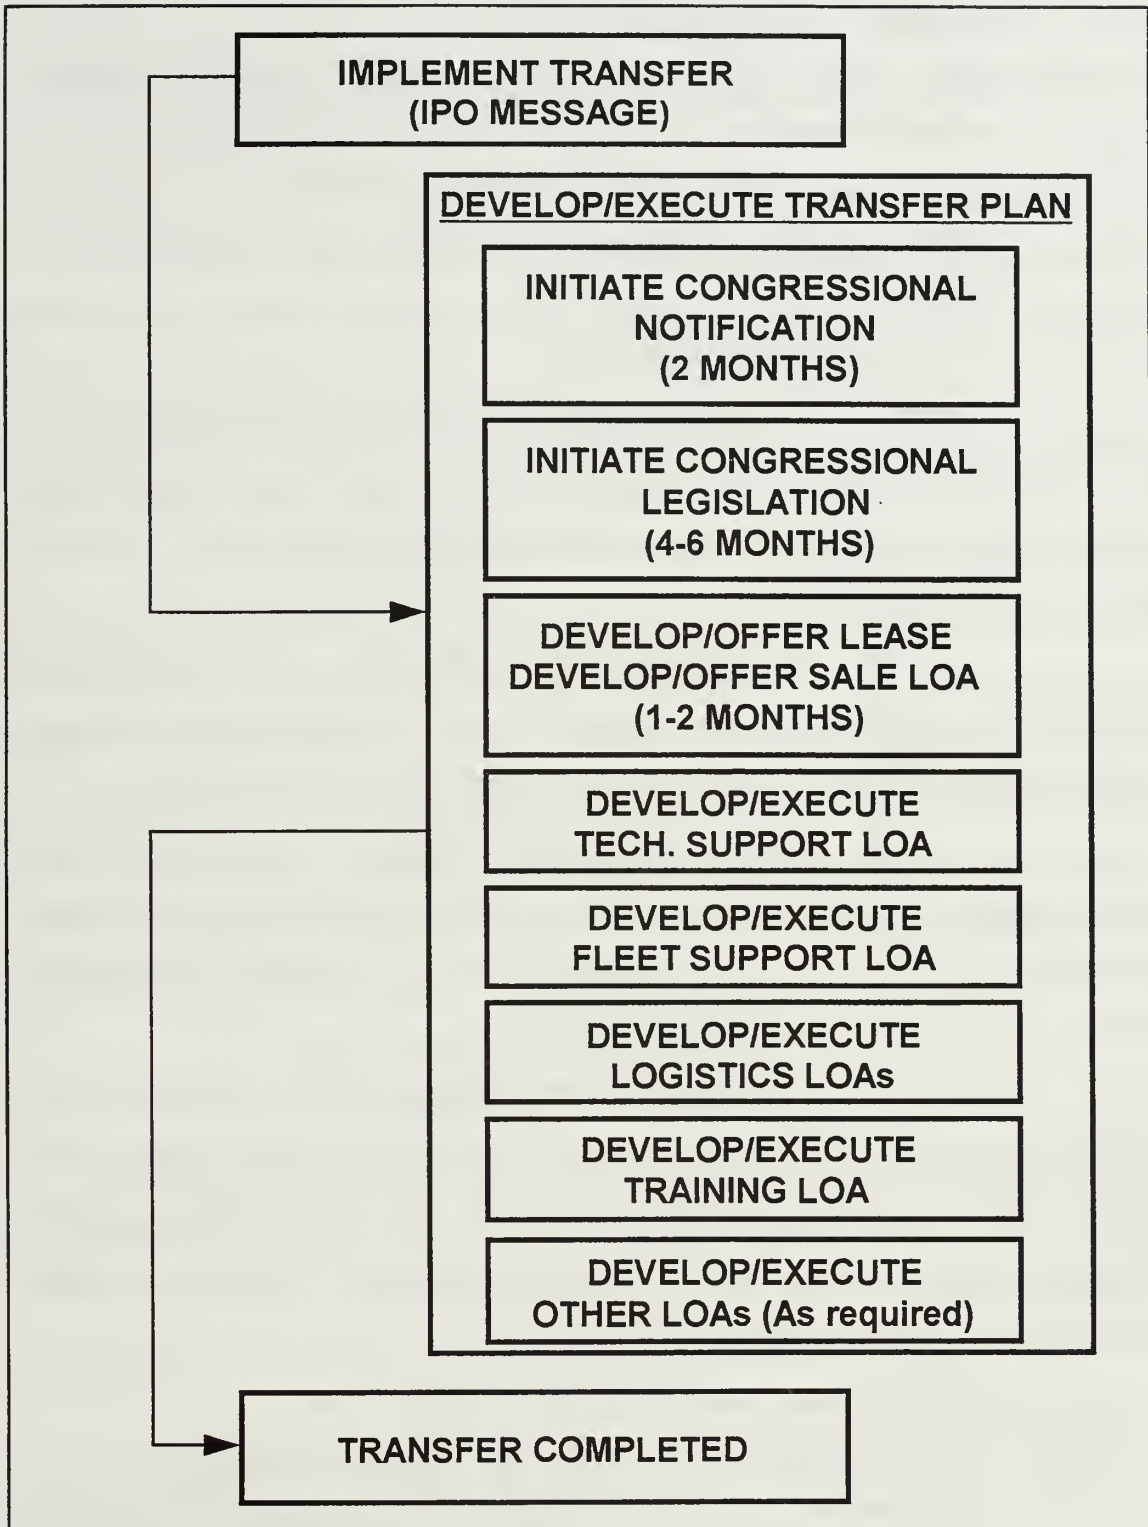 IMPLEMENT TRANSFER
(IPO MESSAGE)
DEVELOP/EXECUTE TRANSFER PLAN
INITIATE CONGRESSIONAL
NOTIFICATION
(2 MONTHS)
INITIATE CONGRESSIONAL
LEGISLATION
(4-6 MONTHS)
DEVELOP/OFFER LEASE
DEVELOP/OFFER SALE LOA
(1-2 MONTHS)
DEVELOP/EXECUTE
TECH. SUPPORT LOA
DEVELOP/EXECUTE
FLEET SUPPORT LOA
DEVELOP/EXECUTE
LOGISTICS LOAs
DEVELOP/EXECUTE
TRAINING LOA
DEVELOP/EXECUTE
OTHER LOAs (As required)
TRANSFER COMPLETED